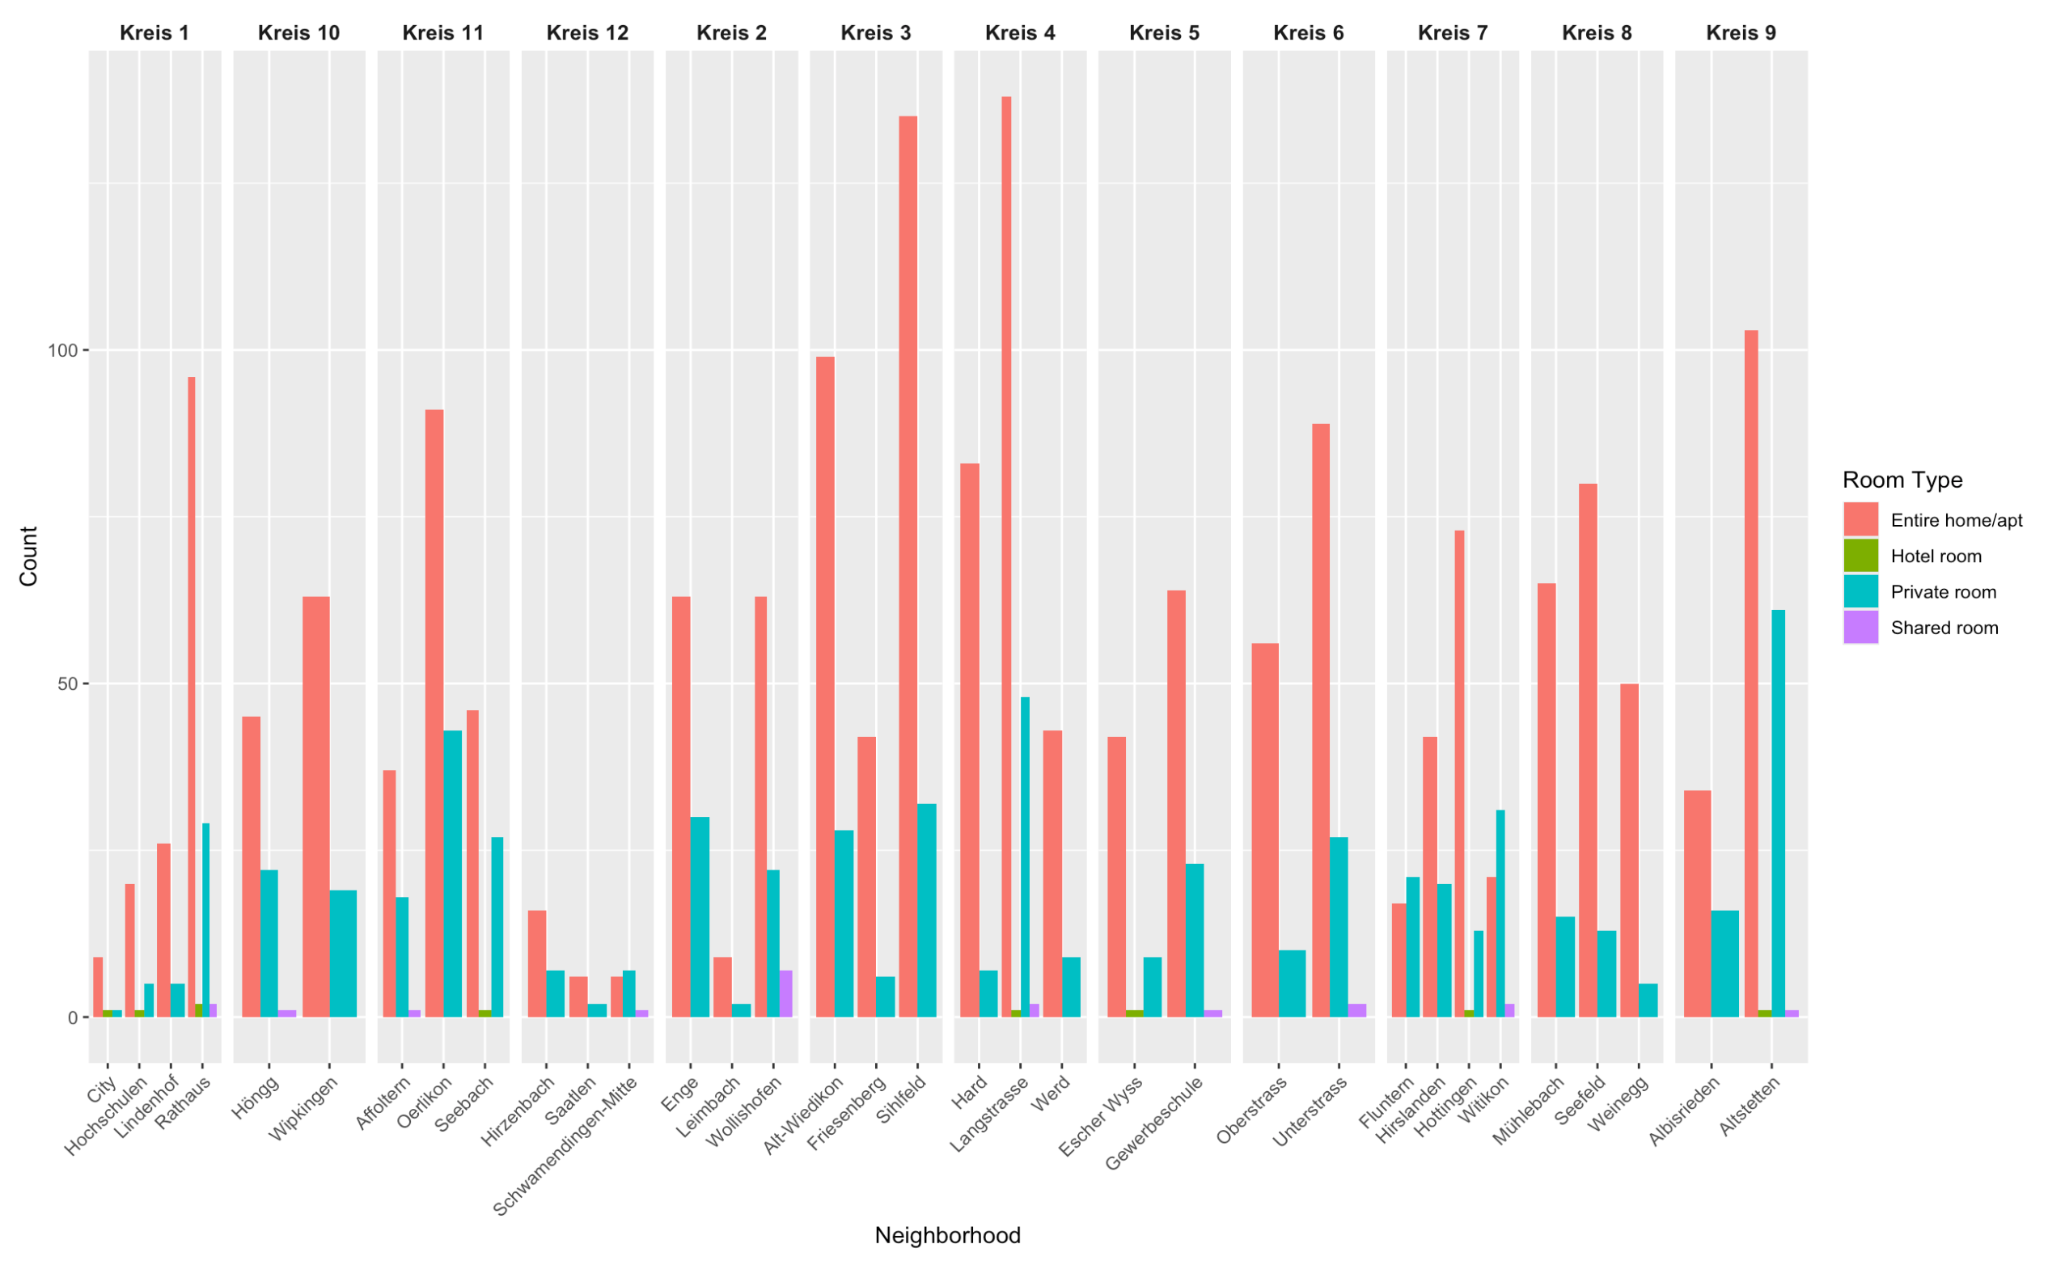 Kreis 1 Kreis 10 Kreis 11 Kreis 12 Kreis 2 Kreis 3 Kreis 4 Kreis 5 Kreis 6 Kreis 7 Kreis 8 Kreis 9
100
50
0
Count
City
Hochschulen
Lindenhof
Rathaus
Höngg
Wipkingen
Affoltern
Oerlikon
Seebach
Hirzenbach
Saatlen
Schwamendingen-Mitte
Enge
Leimbach
Wollishofen
Alt-Wiedikon
Friesenberg
Sihlfeld
Hard
Langstrasse
Werd
Escher Wyss
Gewerbeschule
Oberstrass
Unterstrass
Fluntern
Hirslanden
Hottingen
Witikon
Mühlebach
Seefeld
Weinegg
Albisrieden
Altstetten
Neighborhood
Room Type
Entire home/apt
Hotel room
Private room
Shared room